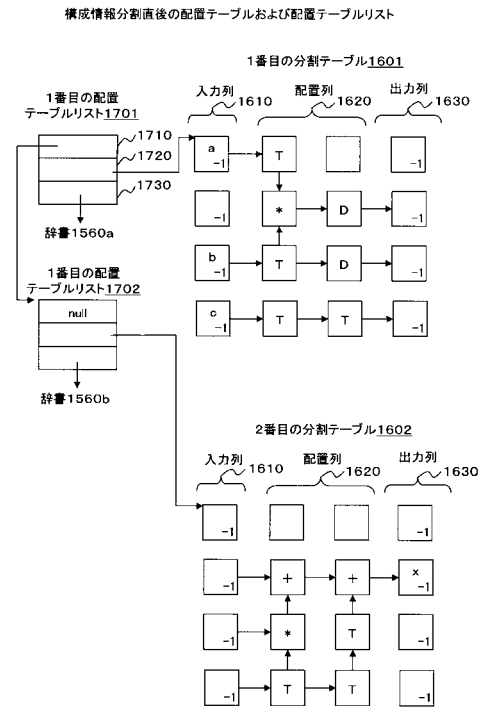 構成情報分割直後の配置テーブルおよび配置テーブルリスト
1番目の分割テーブル1601
1番目の配置
テーブルリスト1701
入力列 1610
配置列 1620
出力列 1630
1710
1720
1730
a -1 T -1
-1 * D -1
辞書1560a
b -1 T D -1
1番目の配置
テーブルリスト1702
c -1 T T -1
null
辞書1560b
2番目の分割テーブル1602
入力列 1610
配置列 1620
出力列 1630
-1 -1
-1 + + x -1
-1 * T -1
-1 T T -1